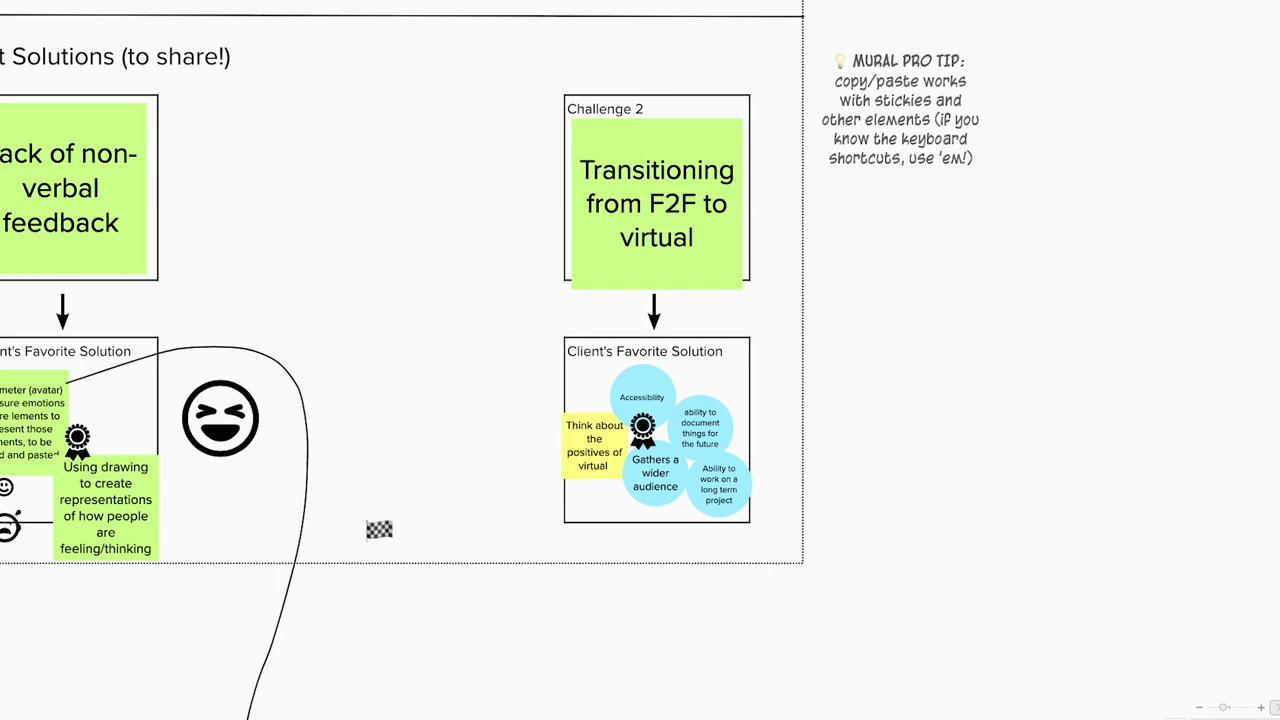 t Solutions (to share!)
💡 MURAL PRO TIP:
copy/paste works
with stickies and
other elements (if you
know the keyboard
shortcuts, use 'em!)
ack of non-
verbal
feedback
Challenge 2
Transitioning
from F2F to
virtual
nt's Favorite Solution
meter (avatar)
sure emotions
re lements to
esent those
nents, to be
d and pasted
Using drawing
to create
representations
of how people
are
feeling/thinking
Client's Favorite Solution
Think about
the
positives of
virtual
Accessibility
ability to
document
things for
the future
Gathers a
wider
audience
Ability to
work on a
long term
project